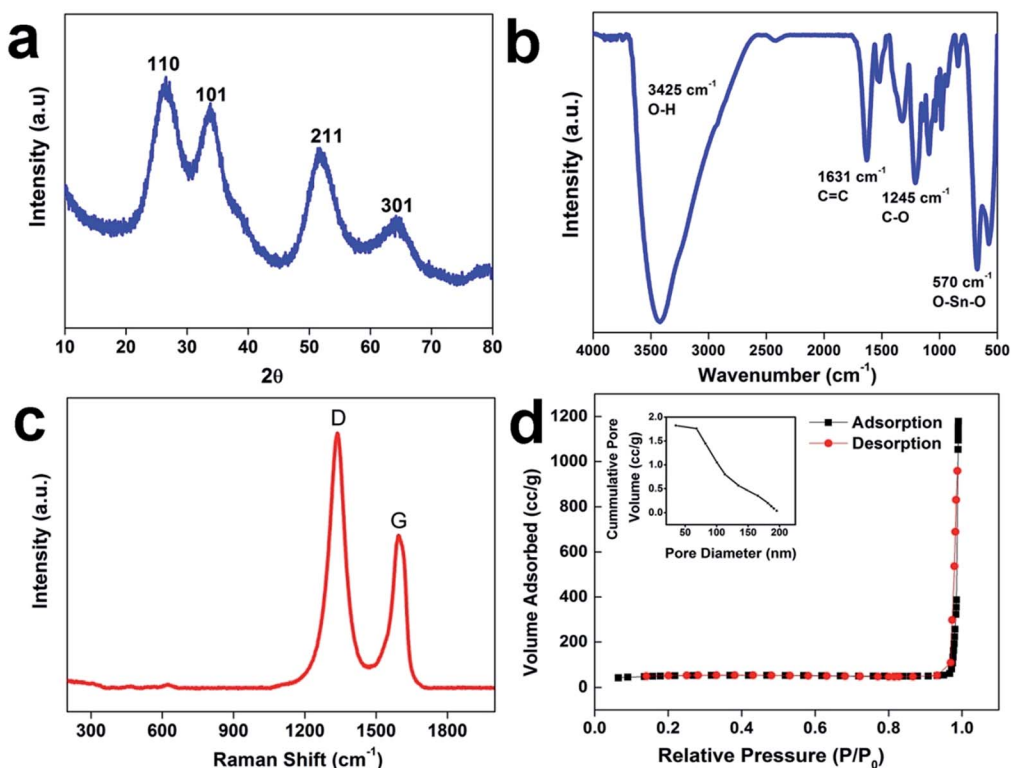 a
110
101
211
301
Intensity (a.u)
10 20 30 40 50 60 70 80
2θ
b
3425 cm⁻¹
O-H
1631 cm⁻¹
C=C
1245 cm⁻¹
C-O
570 cm⁻¹
O-Sn-O
Intensity (a.u.)
4000 3500 3000 2500 2000 1500 1000 500
Wavenumber (cm⁻¹)
c
D
G
Intensity (a.u.)
300 600 900 1200 1500 1800
Raman Shift (cm⁻¹)
d
Adsorption
Desorption
Volume Adsorbed (cc/g)
1200
1000
800
600
400
200
0
0.0 0.2 0.4 0.6 0.8 1.0
Relative Pressure (P/P₀)
Cummulative Pore
Volume (cc/g)
2.0
1.5
1.0
0.5
0.0
50 100 150 200
Pore Diameter (nm)